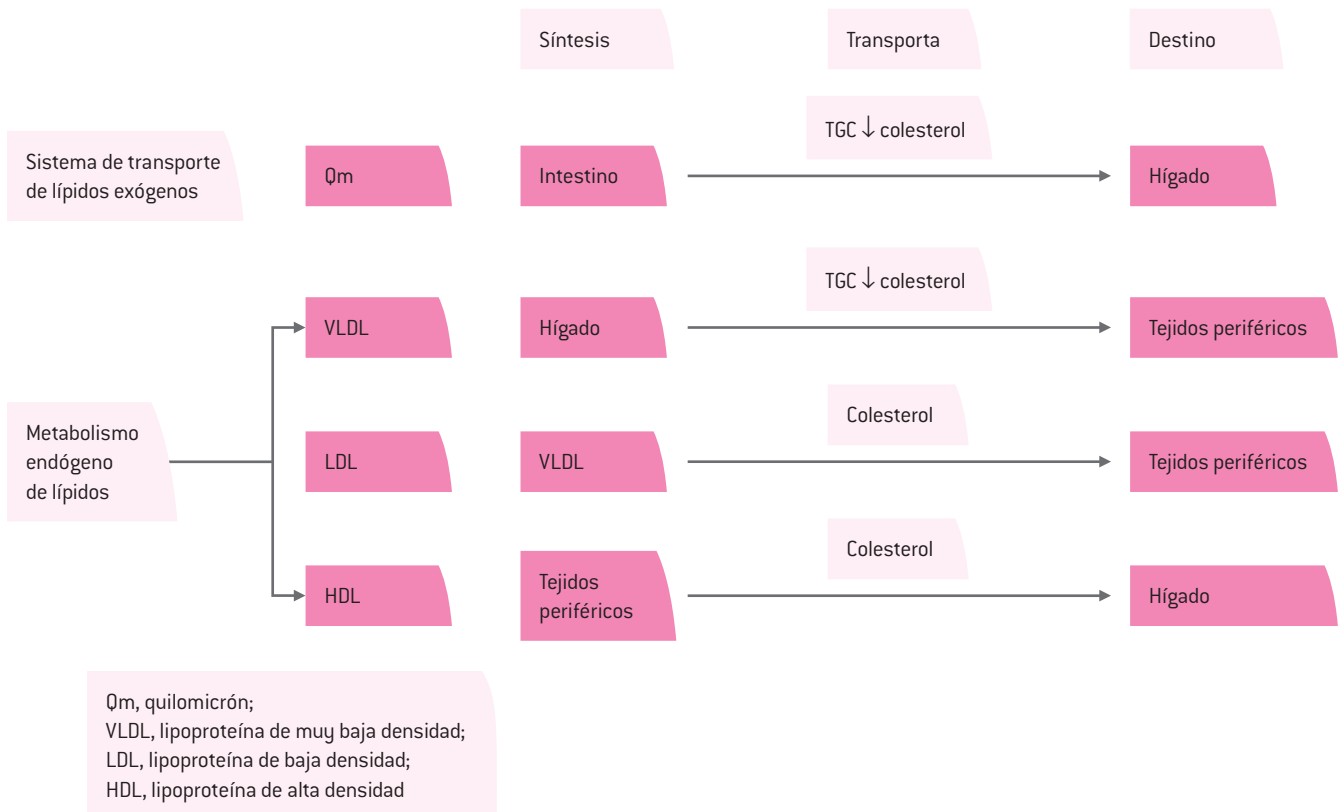 Síntesis
Transporta
Destino
Sistema de transporte
de lípidos exógenos
Qm
Intestino
TGC ↓ colesterol
Hígado
Metabolismo
endógeno
de lípidos
VLDL
Hígado
TGC ↓ colesterol
Tejidos periféricos
LDL
VLDL
Colesterol
Tejidos periféricos
HDL
Tejidos
periféricos
Colesterol
Hígado
Qm, quilomicrón;
VLDL, lipoproteína de muy baja densidad;
LDL, lipoproteína de baja densidad;
HDL, lipoproteína de alta densidad